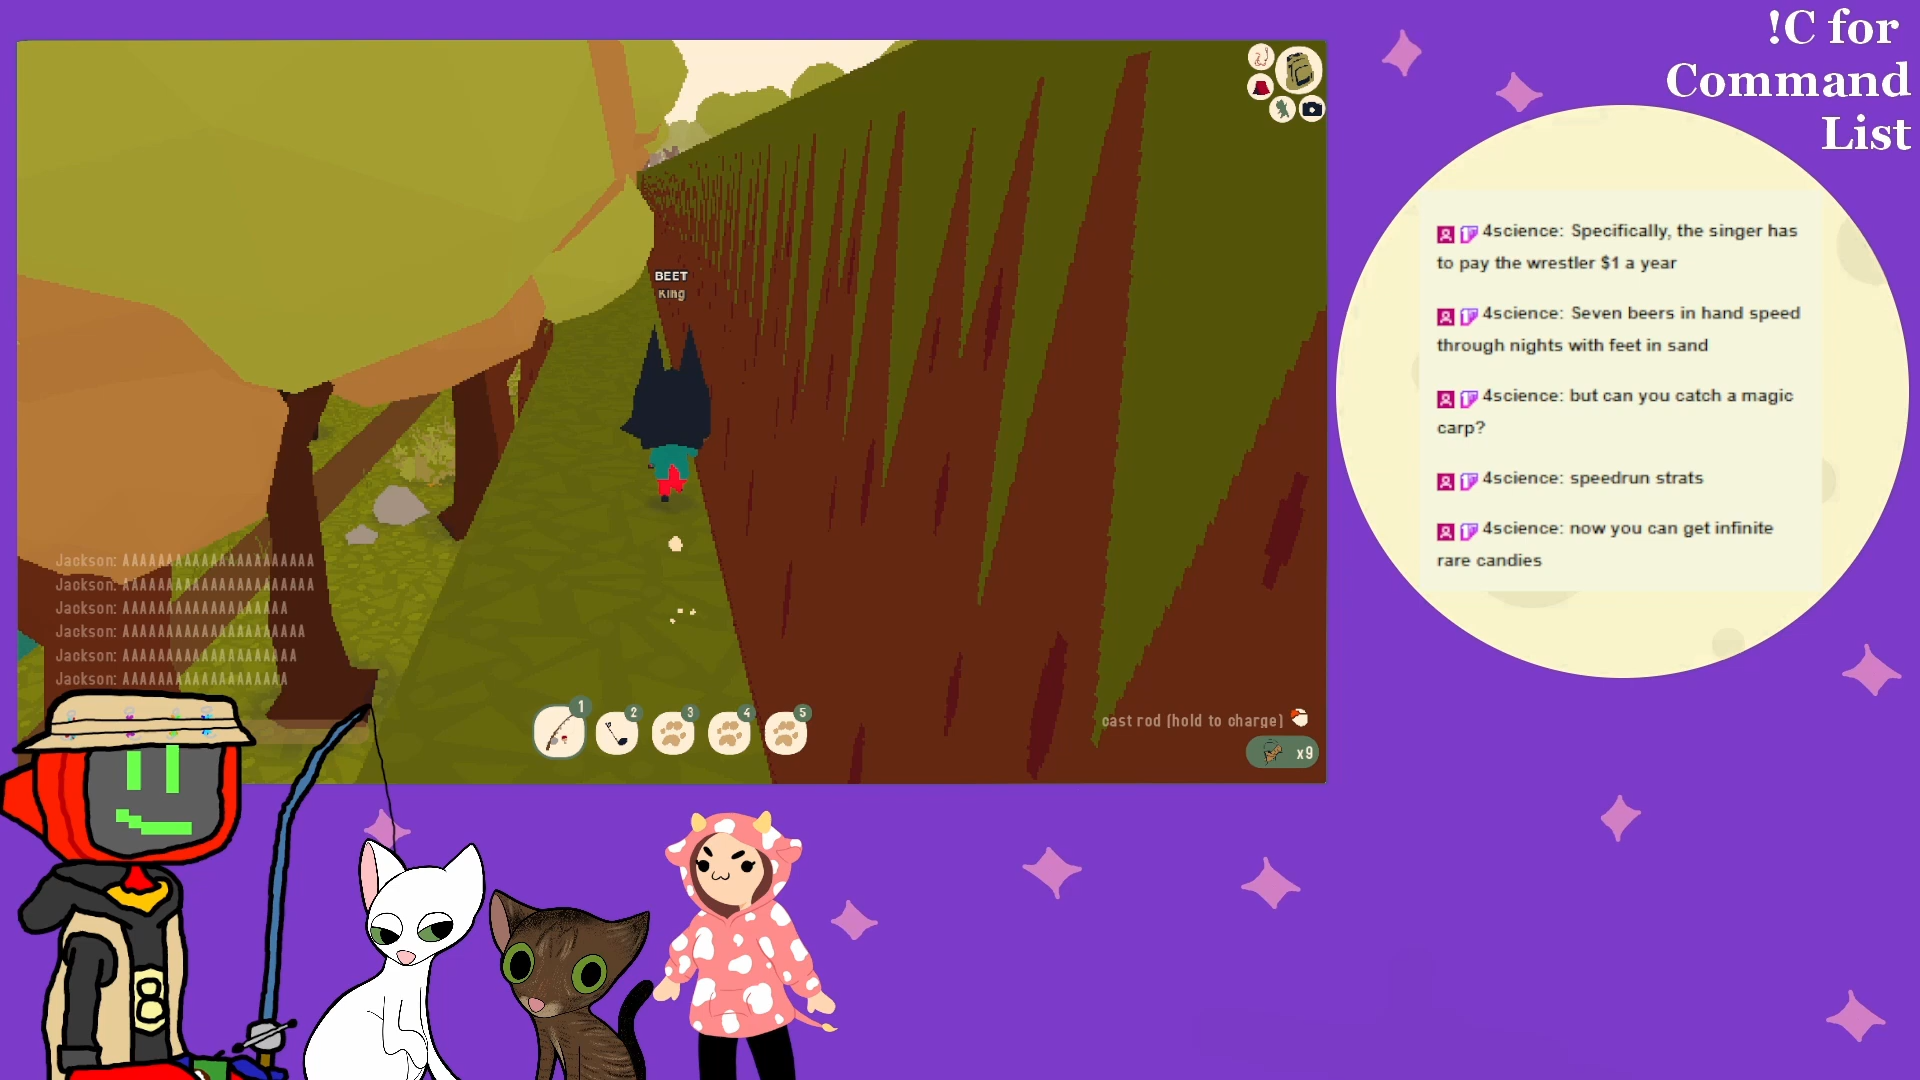 !C for
Command
List
4science: Specifically, the singer has
to pay the wrestler $1 a year
4science: Seven beers in hand speed
through nights with feet in sand
4science: but can you catch a magic
carp?
4science: speedrun strats
4science: now you can get infinite
rare candies
BEET
King
Jackson: AAAAAAAAAAAAAAAAAAAAAA
Jackson: AAAAAAAAAAAAAAAAAAAAAA
Jackson: AAAAAAAAAAAAAAAAAAA
Jackson: AAAAAAAAAAAAAAAAAAAAA
Jackson: AAAAAAAAAAAAAAAAAAAA
Jackson: AAAAAAAAAAAAAAAAAAA
1 2 3 4 5
cast rod (hold to charge)
x9
8